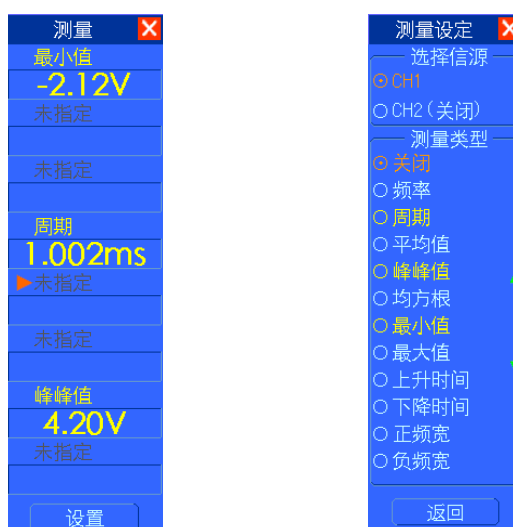 测量
最小值
-2.12V
未指定
未指定
周期
1.002ms
未指定
未指定
峰峰值
4.20V
未指定
设置
测量设定
选择信源
CH1
CH2(关闭)
测量类型
关闭
频率
周期
平均值
峰峰值
均方根
最小值
最大值
上升时间
下降时间
正频宽
负频宽
返回